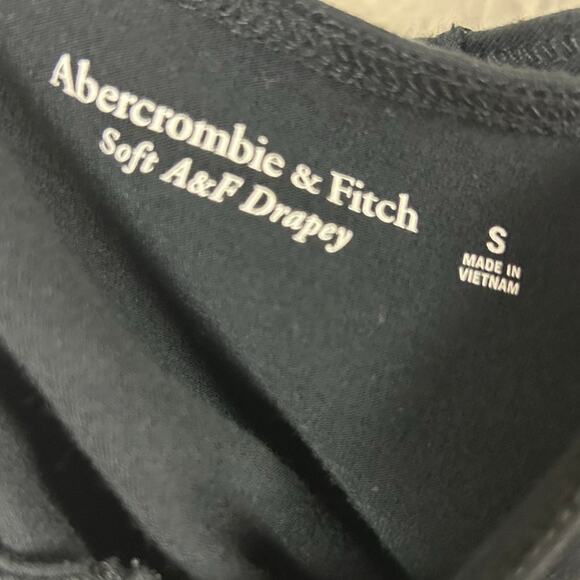 Abercrombie & Fitch
Soft A&F Drapey
S
MADE IN
VIETNAM